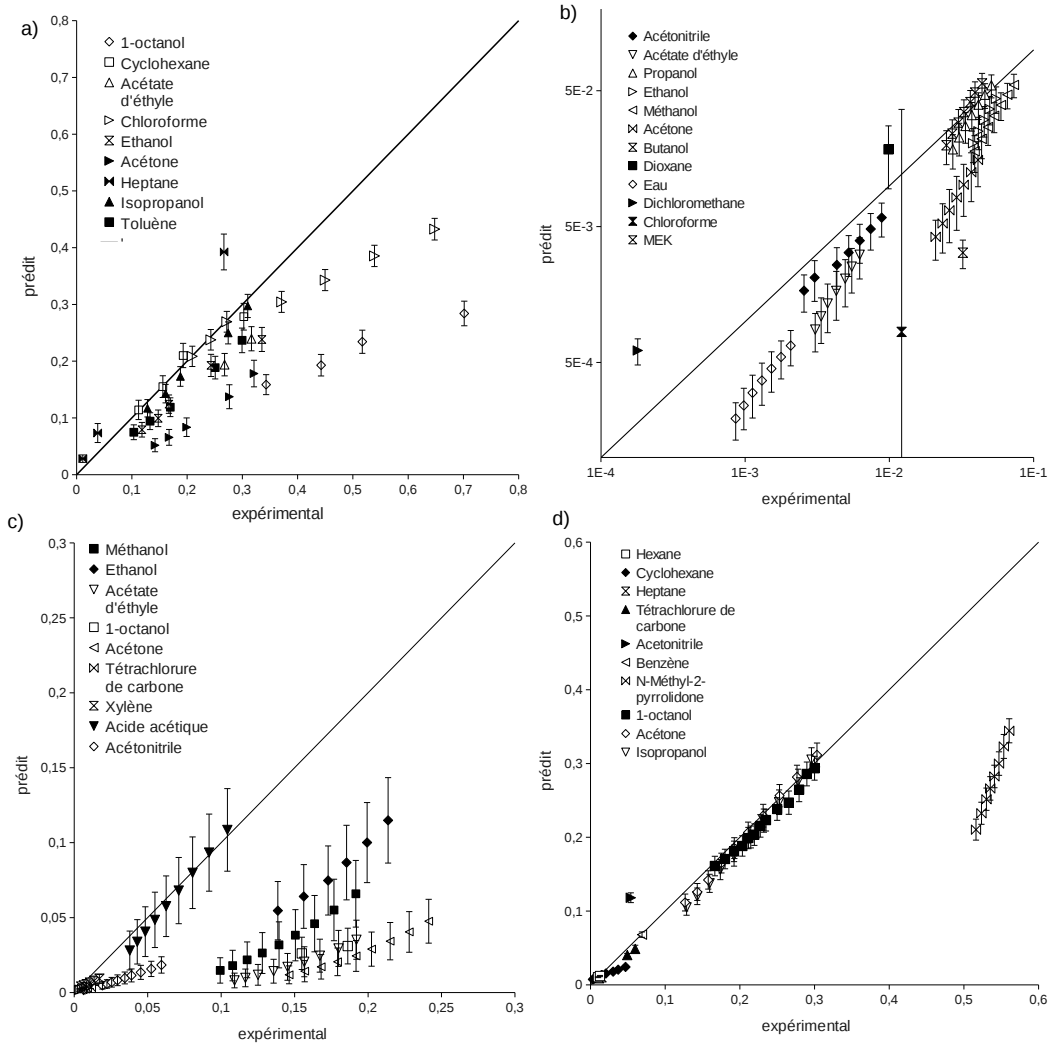 a)
0,8
0,7
0,6
0,5
0,4
0,3
0,2
0,1
0
prédit
1-octanol
Cyclohexane
Acétate
d'éthyle
Chloroforme
Ethanol
Acétone
Heptane
Isopropanol
Toluène
0 0,1 0,2 0,3 0,4 0,5 0,6 0,7 0,8
expérimental
b)
5E-2
5E-3
5E-4
prédit
Acétonitrile
Acétate d'éthyle
Propanol
Ethanol
Méthanol
Acétone
Butanol
Dioxane
Eau
Dichloromethane
Chloroforme
MEK
1E-4 1E-3 1E-2 1E-1
expérimental
c)
0,3
0,25
0,2
0,15
0,1
0,05
0
prédit
Méthanol
Ethanol
Acétate
d'éthyle
1-octanol
Acétone
Tétrachlorure
de carbone
Xylène
Acide acétique
Acétonitrile
0 0,05 0,1 0,15 0,2 0,25 0,3
expérimental
d)
0,6
0,5
0,4
0,3
0,2
0,1
0
prédit
Hexane
Cyclohexane
Heptane
Tétrachlorure de
carbone
Acetonitrile
Benzène
N-Méthyl-2-
pyrrolidone
1-octanol
Acétone
Isopropanol
0 0,1 0,2 0,3 0,4 0,5 0,6
expérimental